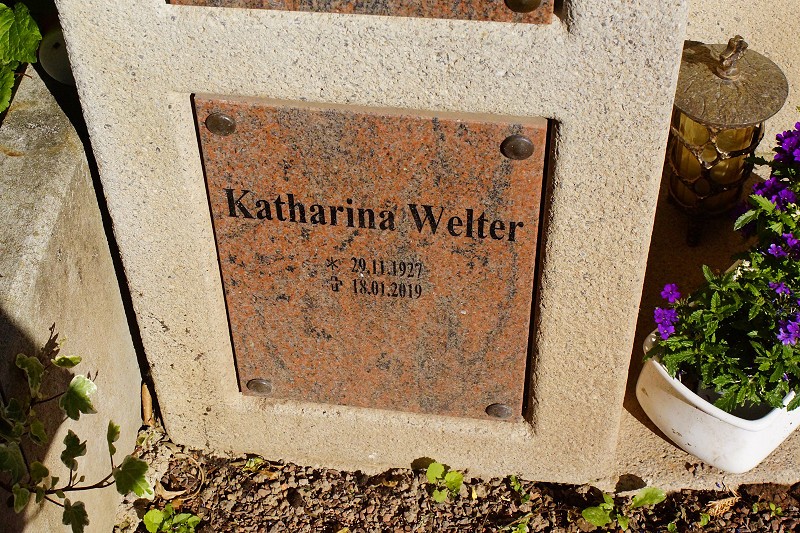 Katharina Welter
* 29.11.1927
✞ 18.01.2019